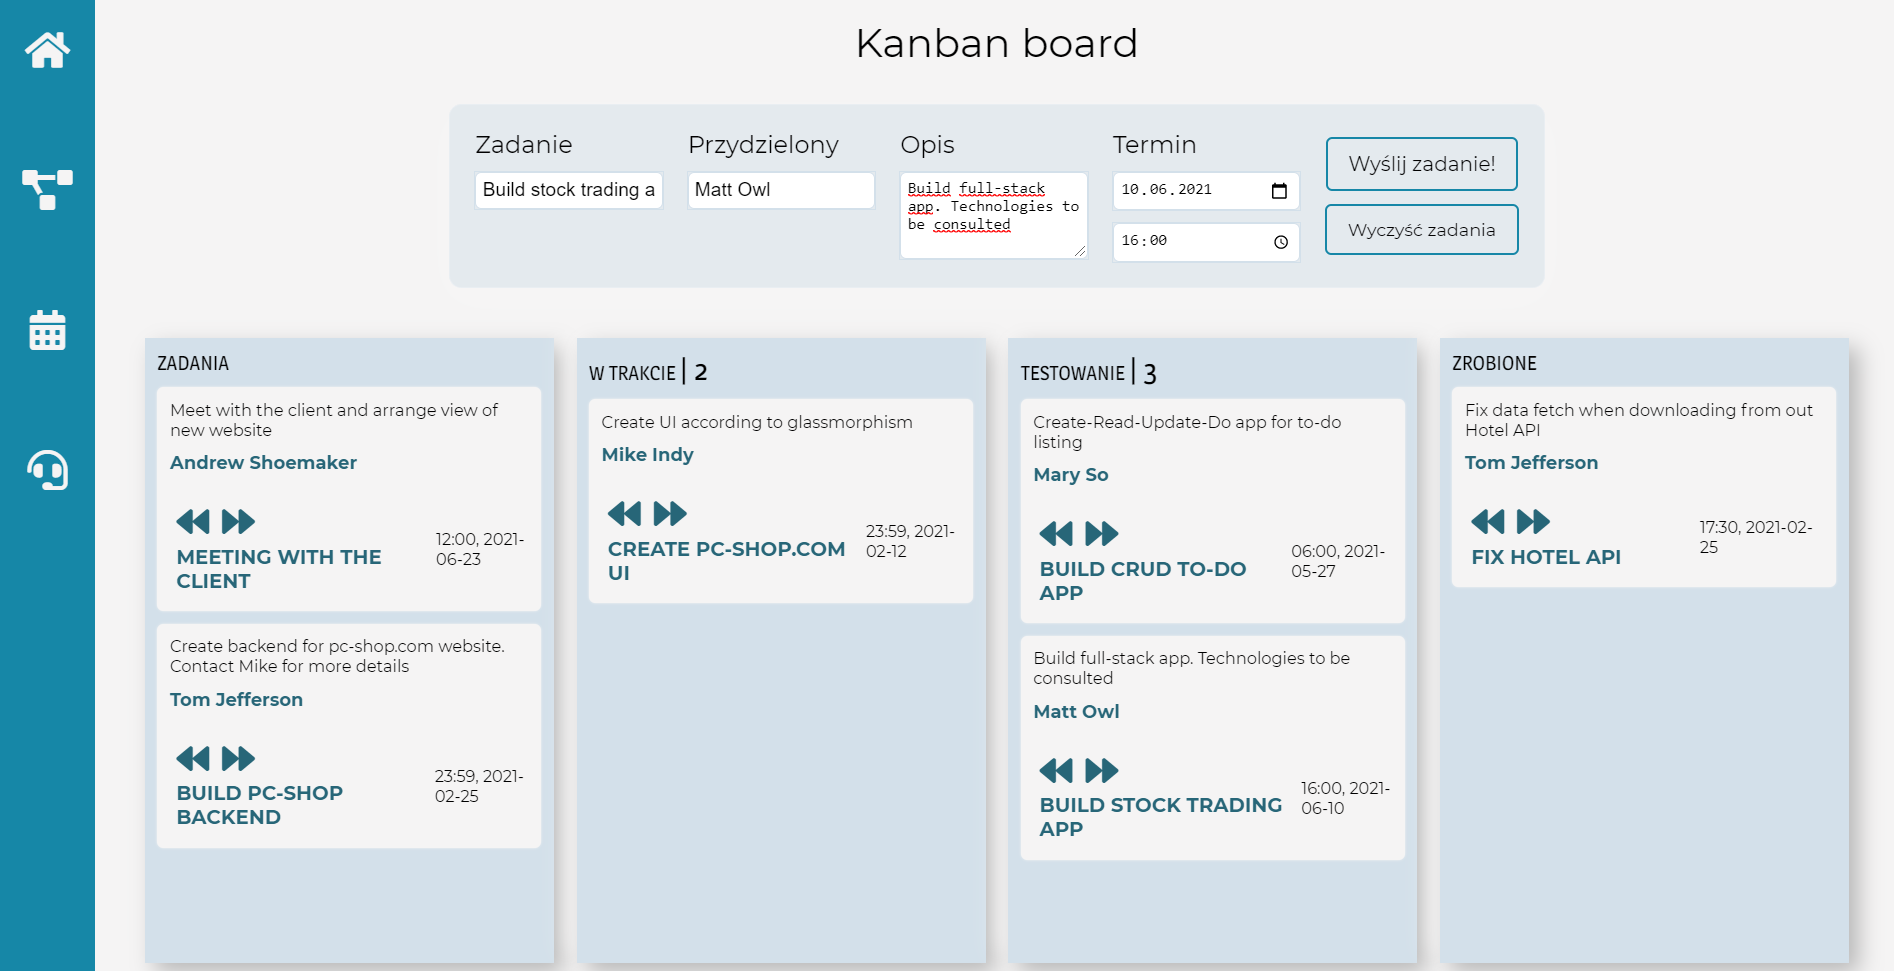 Kanban board
Zadanie
Build stock trading a
Przydzielony
Matt Owl
Opis
Build full-stack
app. Technologies to
be consulted
Termin
10.06.2021
16:00
Wyślij zadanie!
Wyczyść zadania
ZADANIA
Meet with the client and arrange view of
new website
Andrew Shoemaker
12:00, 2021-
06-23
MEETING WITH THE
CLIENT
Create backend for pc-shop.com website.
Contact Mike for more details
Tom Jefferson
23:59, 2021-
02-25
BUILD PC-SHOP
BACKEND
W TRAKCIE | 2
Create UI according to glassmorphism
Mike Indy
23:59, 2021-
02-12
CREATE PC-SHOP.COM
UI
TESTOWANIE | 3
Create-Read-Update-Do app for to-do
listing
Mary So
06:00, 2021-
05-27
BUILD CRUD TO-DO
APP
Build full-stack app. Technologies to be
consulted
Matt Owl
16:00, 2021-
06-10
BUILD STOCK TRADING
APP
ZROBIONE
Fix data fetch when downloading from out
Hotel API
Tom Jefferson
17:30, 2021-02-
25
FIX HOTEL API